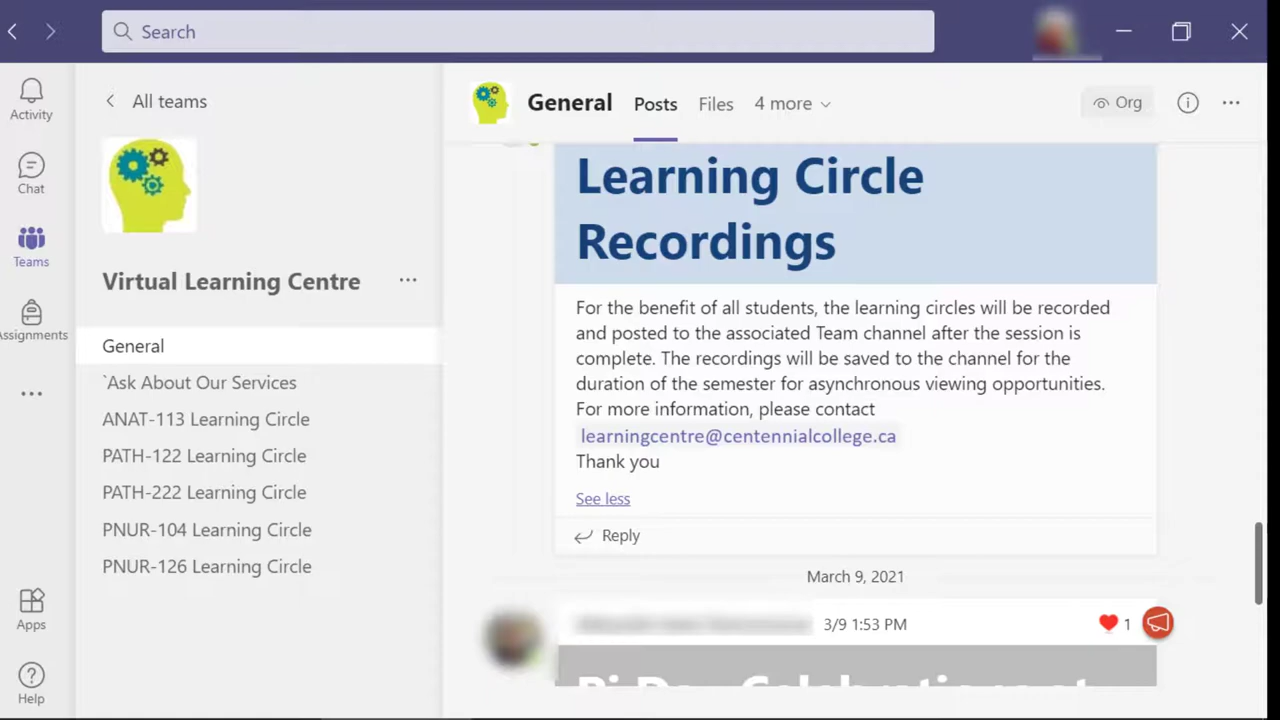 Search
Activity
Chat
Teams
Assignments
Apps
Help
All teams
Virtual Learning Centre
General
`Ask About Our Services
ANAT-113 Learning Circle
PATH-122 Learning Circle
PATH-222 Learning Circle
PNUR-104 Learning Circle
PNUR-126 Learning Circle
General Posts Files 4 more Org
Learning Circle
Recordings
For the benefit of all students, the learning circles will be recorded
and posted to the associated Team channel after the session is
complete. The recordings will be saved to the channel for the
duration of the semester for asynchronous viewing opportunities.
For more information, please contact
learningcentre@centennialcollege.ca
Thank you
See less
Reply
March 9, 2021
3/9 1:53 PM 1